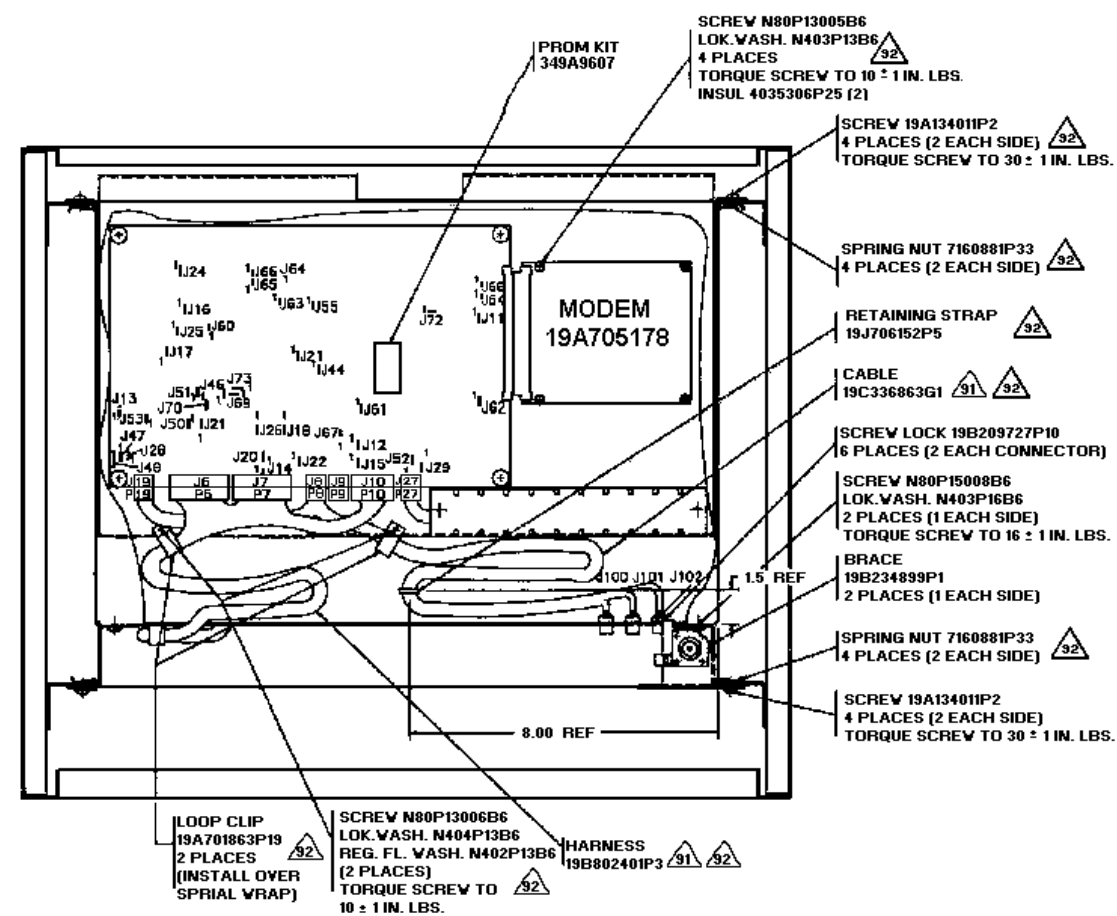 SCREW N80P13005B6
LOK.WASH. N403P13B6
4 PLACES
TORQUE SCREW TO 10 ± 1 IN. LBS.
INSUL 4035306P25 (2)
92
PROM KIT
349A9607
SCREW 19A134011P2
4 PLACES (2 EACH SIDE)
TORQUE SCREW TO 30 ± 1 IN. LBS.
92
SPRING NUT 7160881P33
4 PLACES (2 EACH SIDE)
92
RETAINING STRAP
19J706152P5
92
CABLE
19C336863G1
91
92
SCREW LOCK 19B209727P10
6 PLACES (2 EACH CONNECTOR)
SCREW N80P15008B6
LOK.WASH. N403P16B6
2 PLACES (1 EACH SIDE)
TORQUE SCREW TO 16 ± 1 IN. LBS.
BRACE
19B234899P1
2 PLACES (1 EACH SIDE)
SPRING NUT 7160881P33
4 PLACES (2 EACH SIDE)
92
SCREW 19A134011P2
4 PLACES (2 EACH SIDE)
TORQUE SCREW TO 30 ± 1 IN. LBS.
MODEM
19A705178
J24
J66
J64
J65
J63
J55
J16
J60
J25
J17
J72
J11
J21
J44
J61
J62
J13
J51
J46
J73
J70
J69
J53
J50
J21
J47
J28
J48
J26
J18
J67
J12
J20
J14
J22
J15
J52
J29
J19
J6
J7
J8
J9
J10
J27
P19
P6
P7
P8
P9
P10
P27
J100
J101
J102
1.5 REF
8.00 REF
LOOP CLIP
19A701863P19
2 PLACES
(INSTALL OVER
SPRIAL WRAP)
92
SCREW N80P13006B6
LOK.WASH. N404P13B6
REG. FL. WASH. N402P13B6
(2 PLACES)
TORQUE SCREW TO
10 ± 1 IN. LBS.
92
HARNESS
19B802401P3
91
92